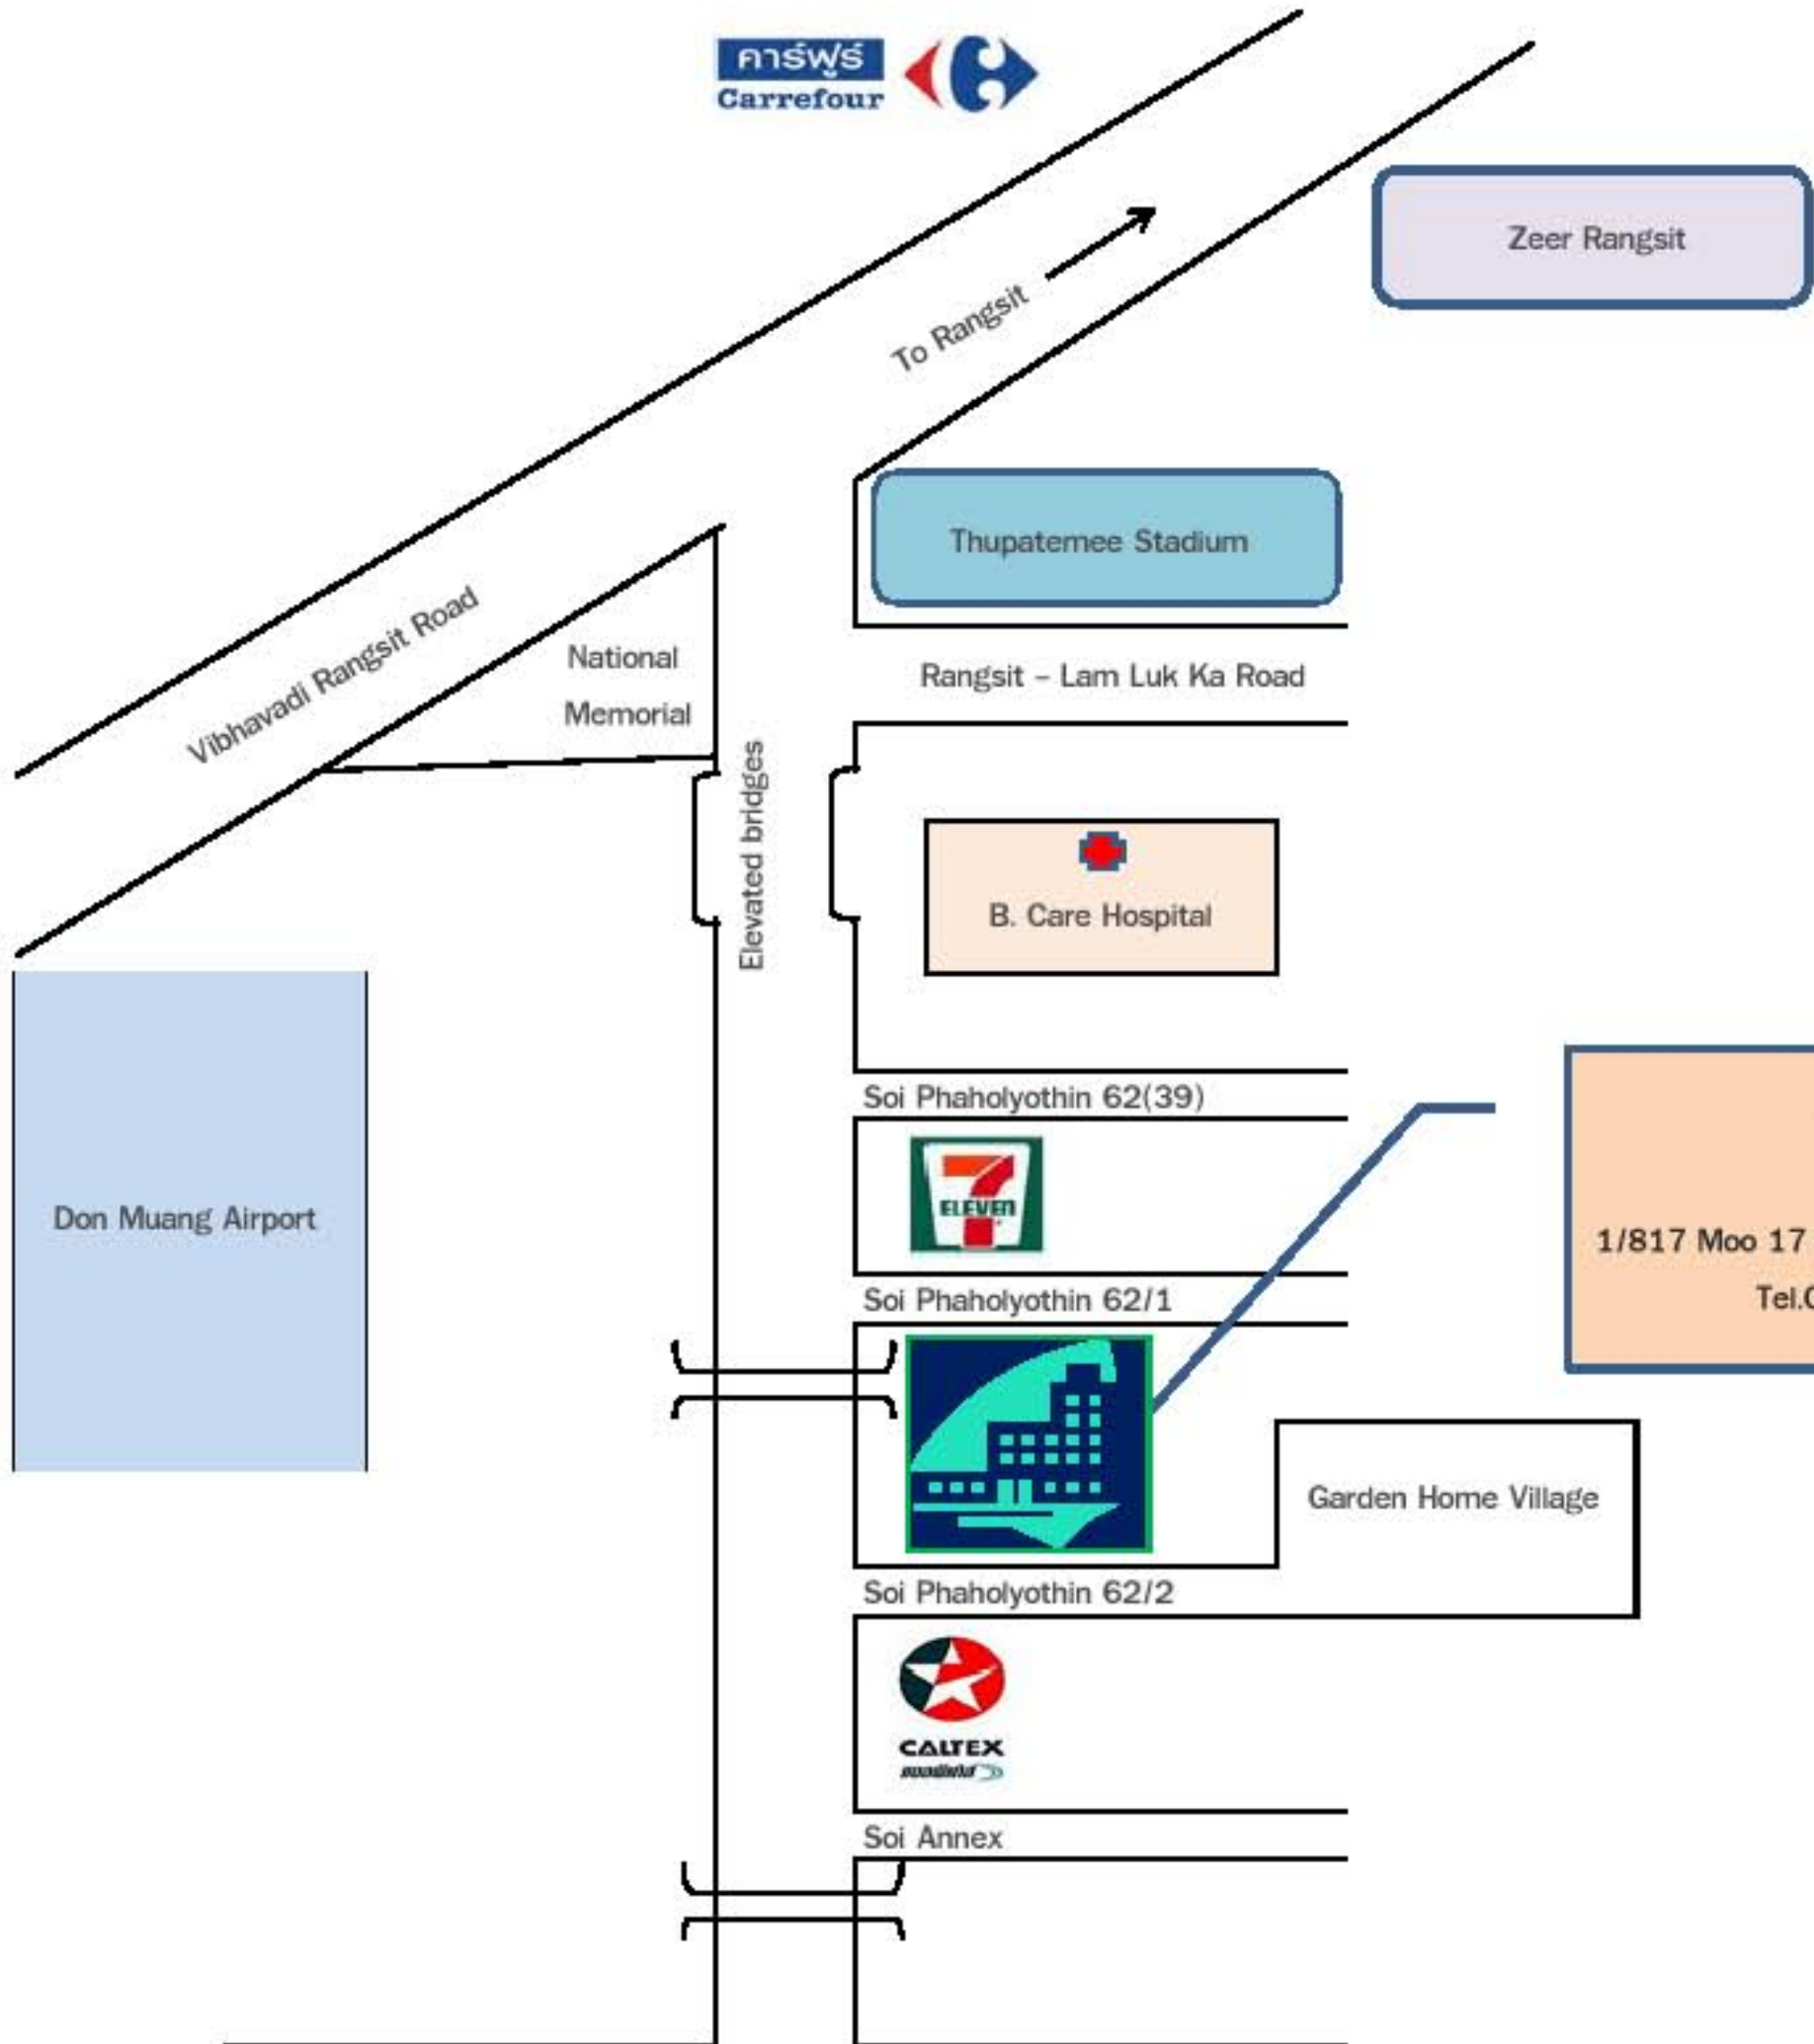 คาร์ฟูร์
Carrefour
Zeer Rangsit
To Rangsit
Thupatemee Stadium
Vibhavadi Rangsit Road
National
Memorial
Rangsit – Lam Luk Ka Road
Elevated bridges
B. Care Hospital
Soi Phaholyothin 62(39)
7
ELEVEn
Don Muang Airport
1/817 Moo 17
Tel.
Soi Phaholyothin 62/1
Garden Home Village
Soi Phaholyothin 62/2
CALTEX
Soi Annex